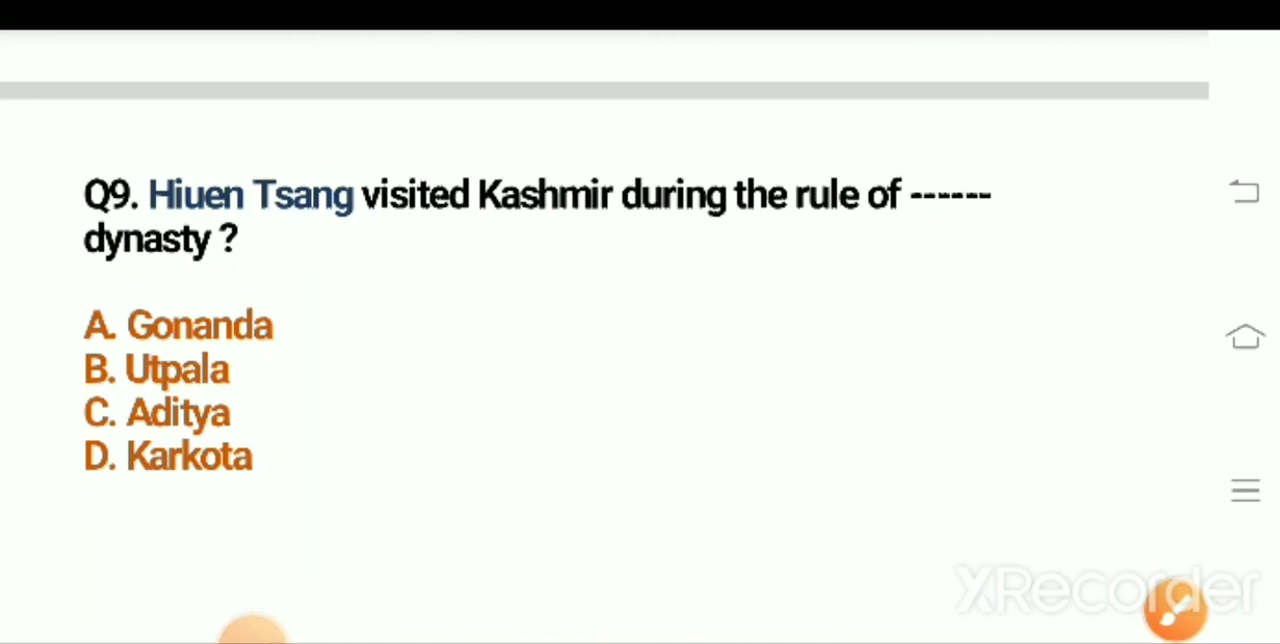 Q9. Hiuen Tsang visited Kashmir during the rule of ------
dynasty ?
A. Gonanda
B. Utpala
C. Aditya
D. Karkota
XRecorder